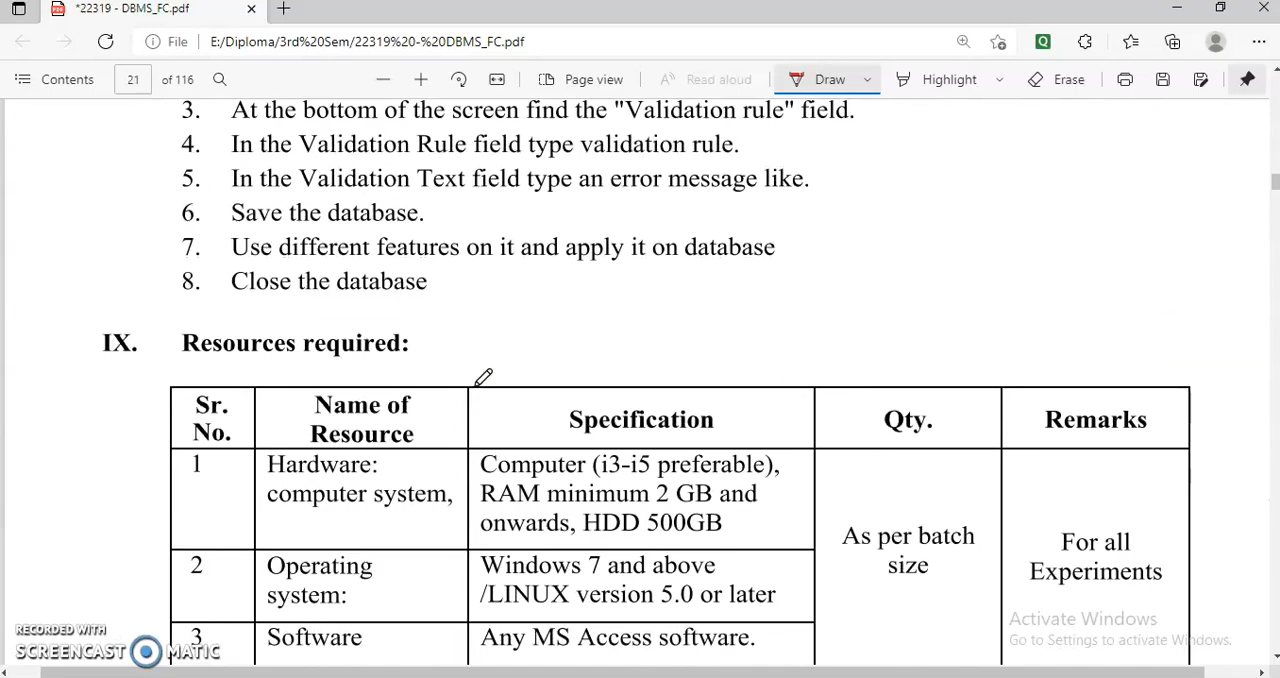 *22319 - DBMS_FC.pdf
File E:/Diploma/3rd%20Sem/22319%20-%20DBMS_FC.pdf
Contents 21 of 116 Page view Read aloud Draw Highlight Erase
3. At the bottom of the screen find the "Validation rule" field.
4. In the Validation Rule field type validation rule.
5. In the Validation Text field type an error message like.
6. Save the database.
7. Use different features on it and apply it on database
8. Close the database
IX. Resources required:
Sr. No.
Name of Resource
Specification
Qty.
Remarks
1
Hardware:
computer system,
Computer (i3-i5 preferable),
RAM minimum 2 GB and
onwards, HDD 500GB
As per batch
size
For all
Experiments
2
Operating
system:
Windows 7 and above
/LINUX version 5.0 or later
3
Software
Any MS Access software.
Activate Windows
Go to Settings to activate Windows.
RECORDED WITH
SCREENCAST MATIC